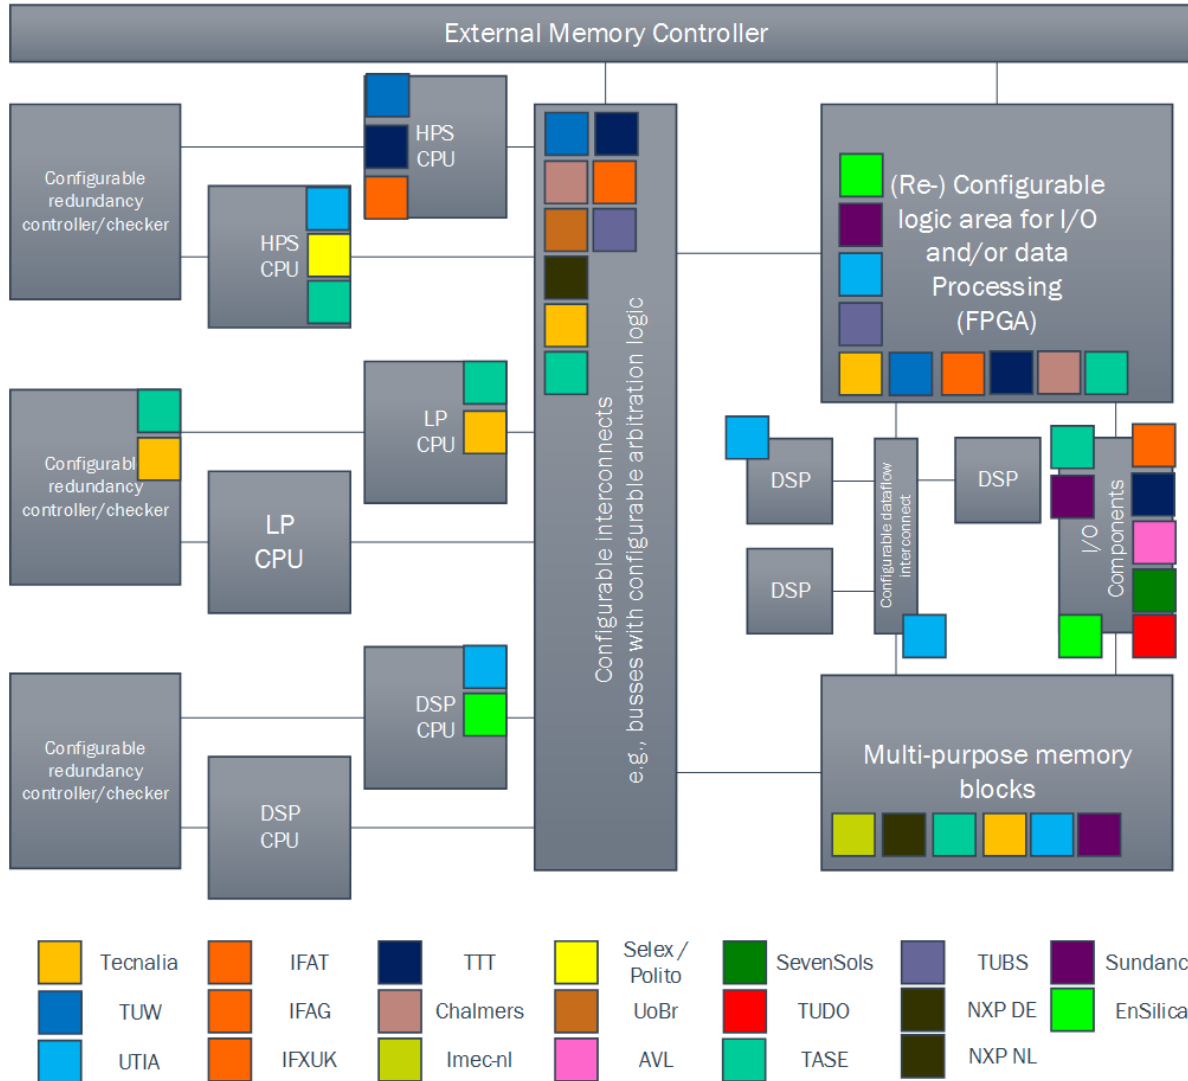 External Memory Controller
HPS
CPU
Configurable
redundancy
controller/checker
HPS
CPU
(Re-) Configurable
logic area for I/O
and/or data
Processing
(FPGA)
Configurable interconnects
e.g., busses with configurable arbitration logic
LP
CPU
Configurable
redundancy
controller/checker
LP
CPU
DSP
Configurable dataflow
interconnect
DSP
I/O
Components
DSP
DSP
CPU
Configurable
redundancy
controller/checker
DSP
CPU
Multi-purpose memory
blocks
Tecnalia
IFAT
TTT
Selex /
Polito
SevenSols
TUBS
Sundanc
TUW
IFAG
Chalmers
UoBr
TUDO
NXP DE
EnSilica
UTIA
IFXUK
Imec-nl
AVL
TASE
NXP NL